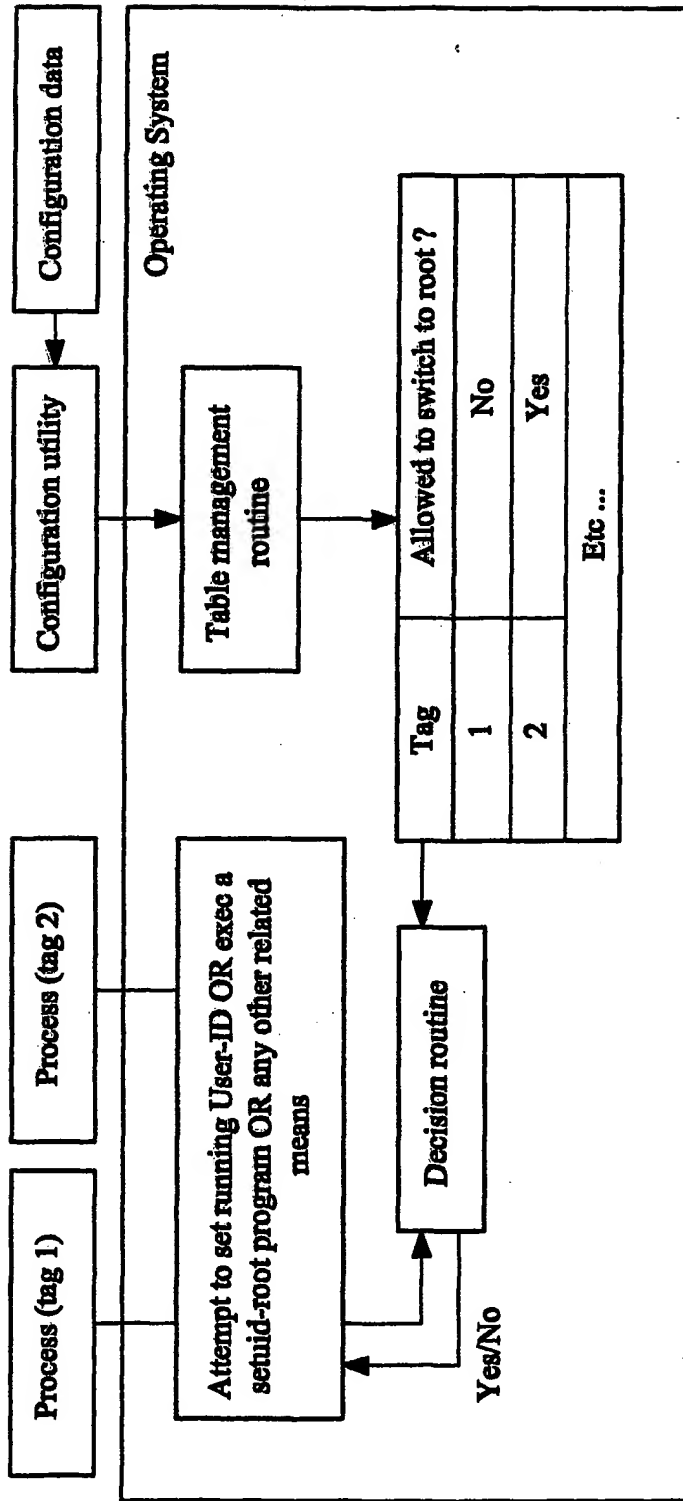 Process (tag 1)
Process (tag 2)
Configuration utility
Configuration data
Operating System
Attempt to set running User-ID OR exec a
setuid-root program OR any other related
means
Table management
routine
Yes/No
Decision routine
Tag
Allowed to switch to root ?
1
No
2
Yes
Etc ...